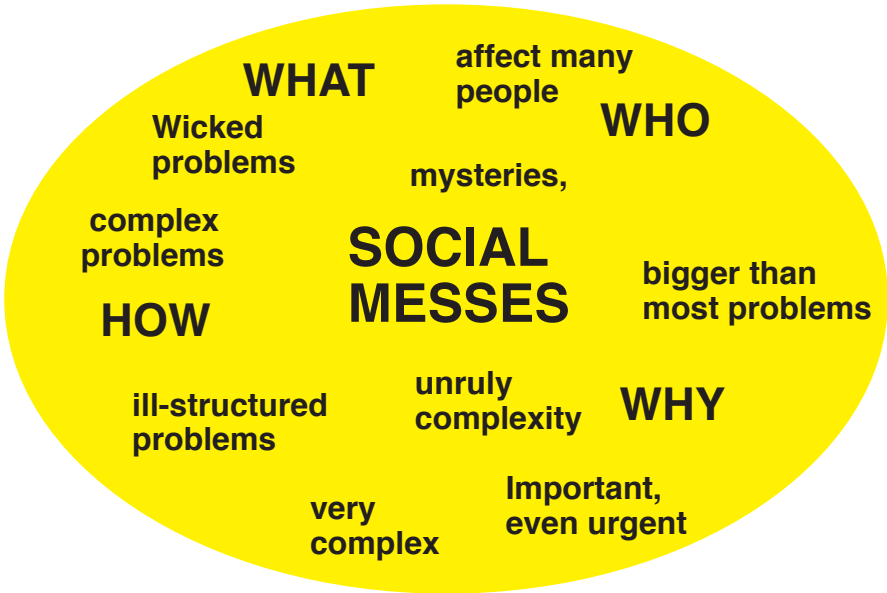 WHAT
affect many
people
WHO
Wicked
problems
mysteries,
complex
problems
SOCIAL
MESSES
bigger than
most problems
HOW
ill-structured
problems
unruly
complexity
WHY
very
complex
Important,
even urgent